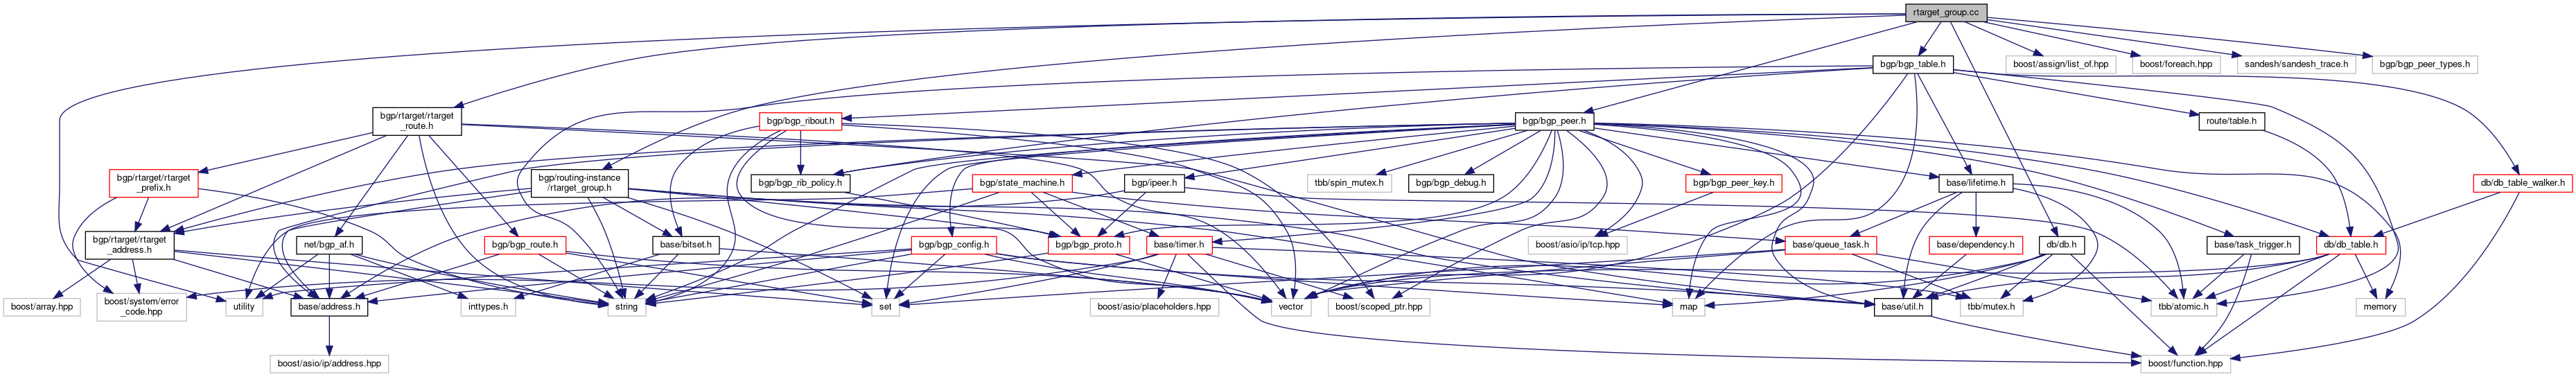 rtarget_group.cc
bgp/bgp_table.h
boost/assign/list_of.hpp
boost/foreach.hpp
sandesh/sandesh_trace.h
bgp/bgp_peer_types.h
bgp/rtarget/rtarget
_route.h
bgp/bgp_ribout.h
bgp/bgp_peer.h
route/table.h
bgp/rtarget/rtarget
_prefix.h
bgp/routing-instance
/rtarget_group.h
bgp/bgp_rib_policy.h
bgp/state_machine.h
bgp/ipeer.h
tbb/spin_mutex.h
bgp/bgp_debug.h
bgp/bgp_peer_key.h
base/lifetime.h
db/db_table_walker.h
bgp/rtarget/rtarget
_address.h
net/bgp_af.h
bgp/bgp_route.h
base/bitset.h
bgp/bgp_config.h
bgp/bgp_proto.h
base/timer.h
boost/asio/ip/tcp.hpp
base/queue_task.h
base/dependency.h
db/db.h
base/task_trigger.h
db/db_table.h
boost/array.hpp
boost/system/error
_code.hpp
utility
base/address.h
inttypes.h
string
set
boost/asio/placeholders.hpp
vector
boost/scoped_ptr.hpp
map
base/util.h
tbb/mutex.h
tbb/atomic.h
memory
boost/asio/ip/address.hpp
boost/function.hpp